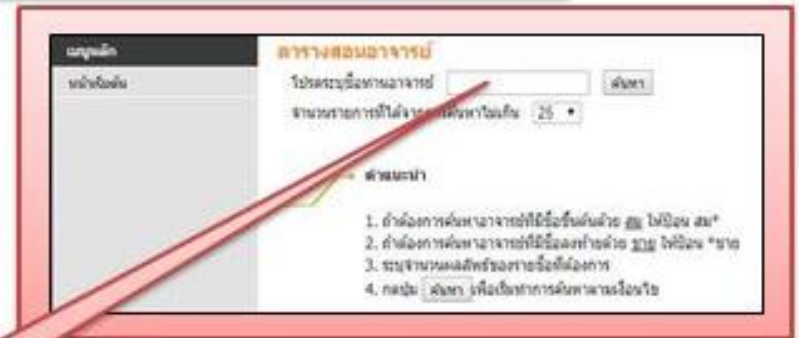 เมนูหลัก
หน้าเริ่มต้น
ตารางสอนอาจารย์
โปรดระบุชื่อท่านอาจารย์
ค้นหา
จำนวนรายการที่ได้จากการค้นหาไม่เกิน 25
คำแนะนำ
1. ถ้าต้องการค้นหาอาจารย์ที่มีชื่อขึ้นต้นด้วย สม ให้ป้อน สม*
2. ถ้าต้องการค้นหาอาจารย์ที่มีชื่อลงท้ายด้วย ชาย ให้ป้อน *ชาย
3. ระบุจำนวนผลลัพธ์ของรายชื่อที่ต้องการ
4. กดปุ่ม ค้นหา เพื่อเริ่มทำการค้นหาตามเงื่อนไข